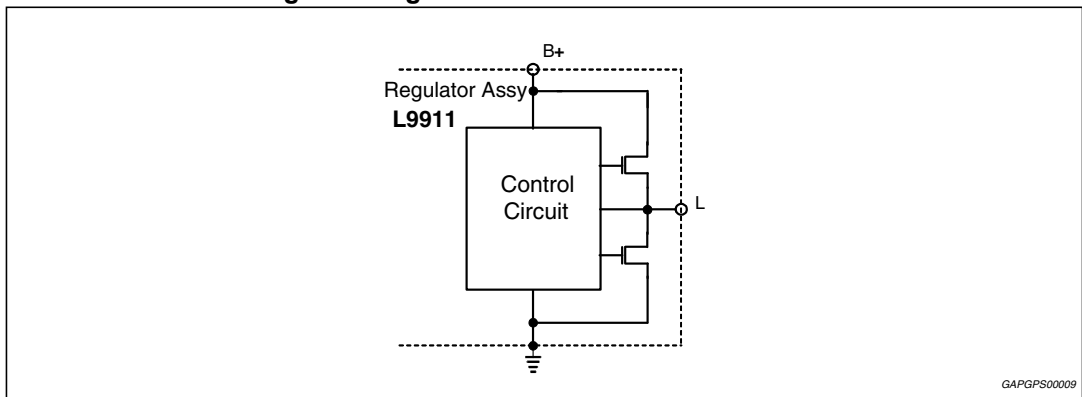 B+
Regulator Assy
L9911
Control
Circuit
L
GAPGPS00009